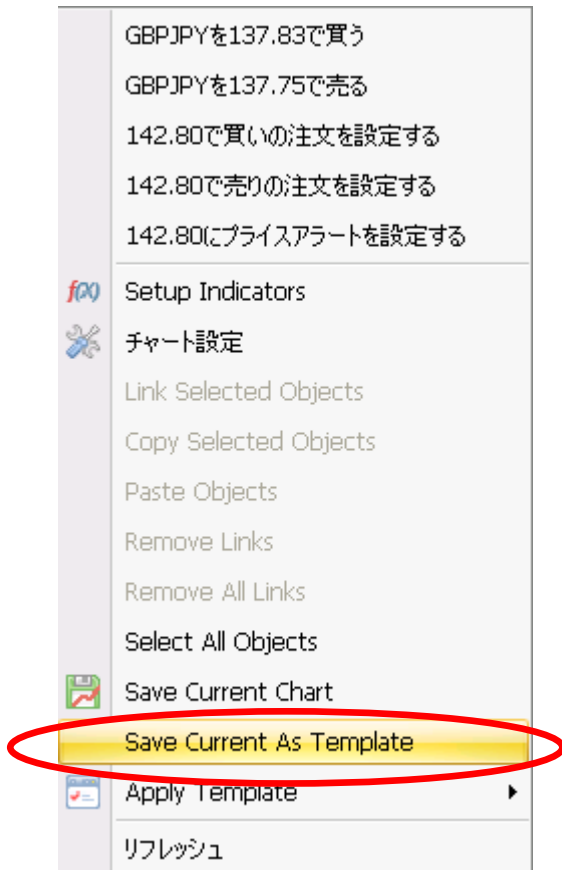 GBPJPYを137.83で買う
GBPJPYを137.75で売る
142.80で買いの注文を設定する
142.80で売りの注文を設定する
142.80にプライスアラートを設定する
f(x) Setup Indicators
チャート設定
Link Selected Objects
Copy Selected Objects
Paste Objects
Remove Links
Remove All Links
Select All Objects
Save Current Chart
Save Current As Template
Apply Template
リフレッシュ